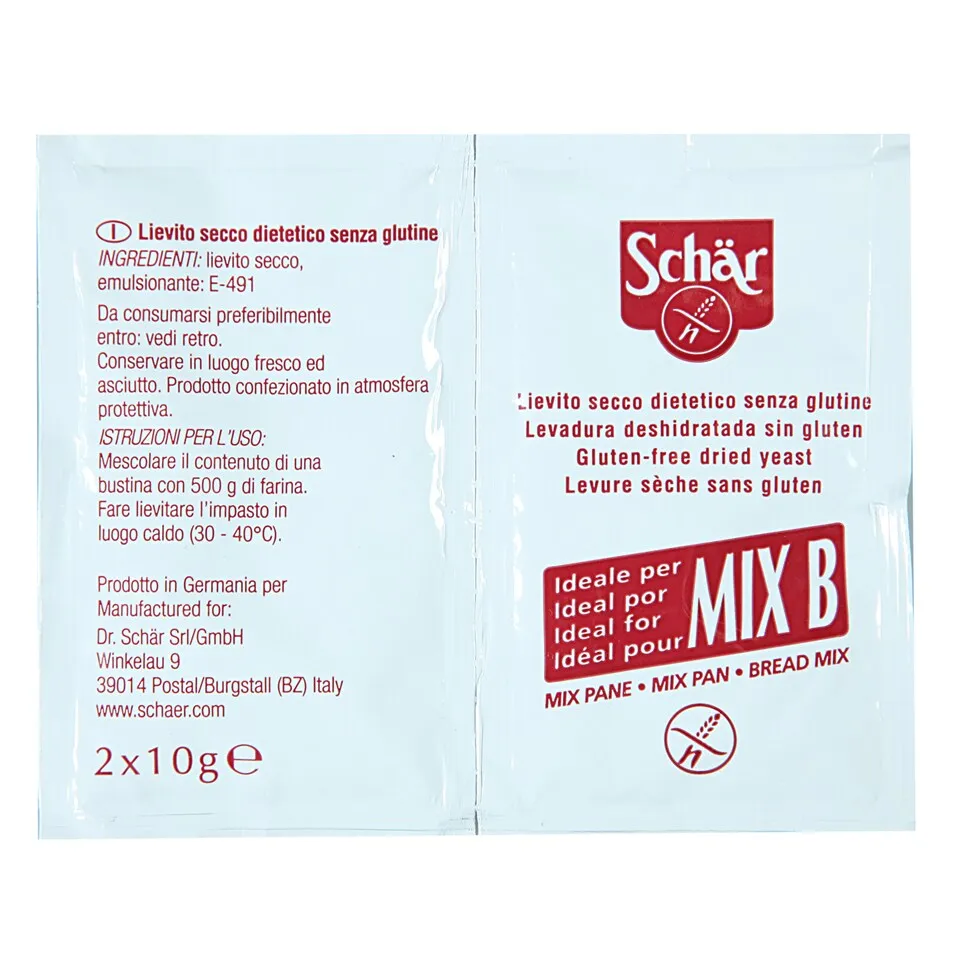 I Lievito secco dietetico senza glutine
INGREDIENTI: lievito secco,
emulsionante: E-491
Da consumarsi preferibilmente
entro: vedi retro.
Conservare in luogo fresco ed
asciutto. Prodotto confezionato in atmosfera
protettiva.
ISTRUZIONI PER L'USO:
Mescolare il contenuto di una
bustina con 500 g di farina.
Fare lievitare l'impasto in
luogo caldo (30 - 40°C).
Prodotto in Germania per
Manufactured for:
Dr. Schär Srl/GmbH
Winkelau 9
39014 Postal/Burgstall (BZ) Italy
www.schaer.com
2x10g℮
Schär
Lievito secco dietetico senza glutine
Levadura deshidratada sin gluten
Gluten-free dried yeast
Levure sèche sans gluten
Ideale per
Ideal por
Ideal for
Idéal pour
MIX B
MIX PANE • MIX PAN • BREAD MIX